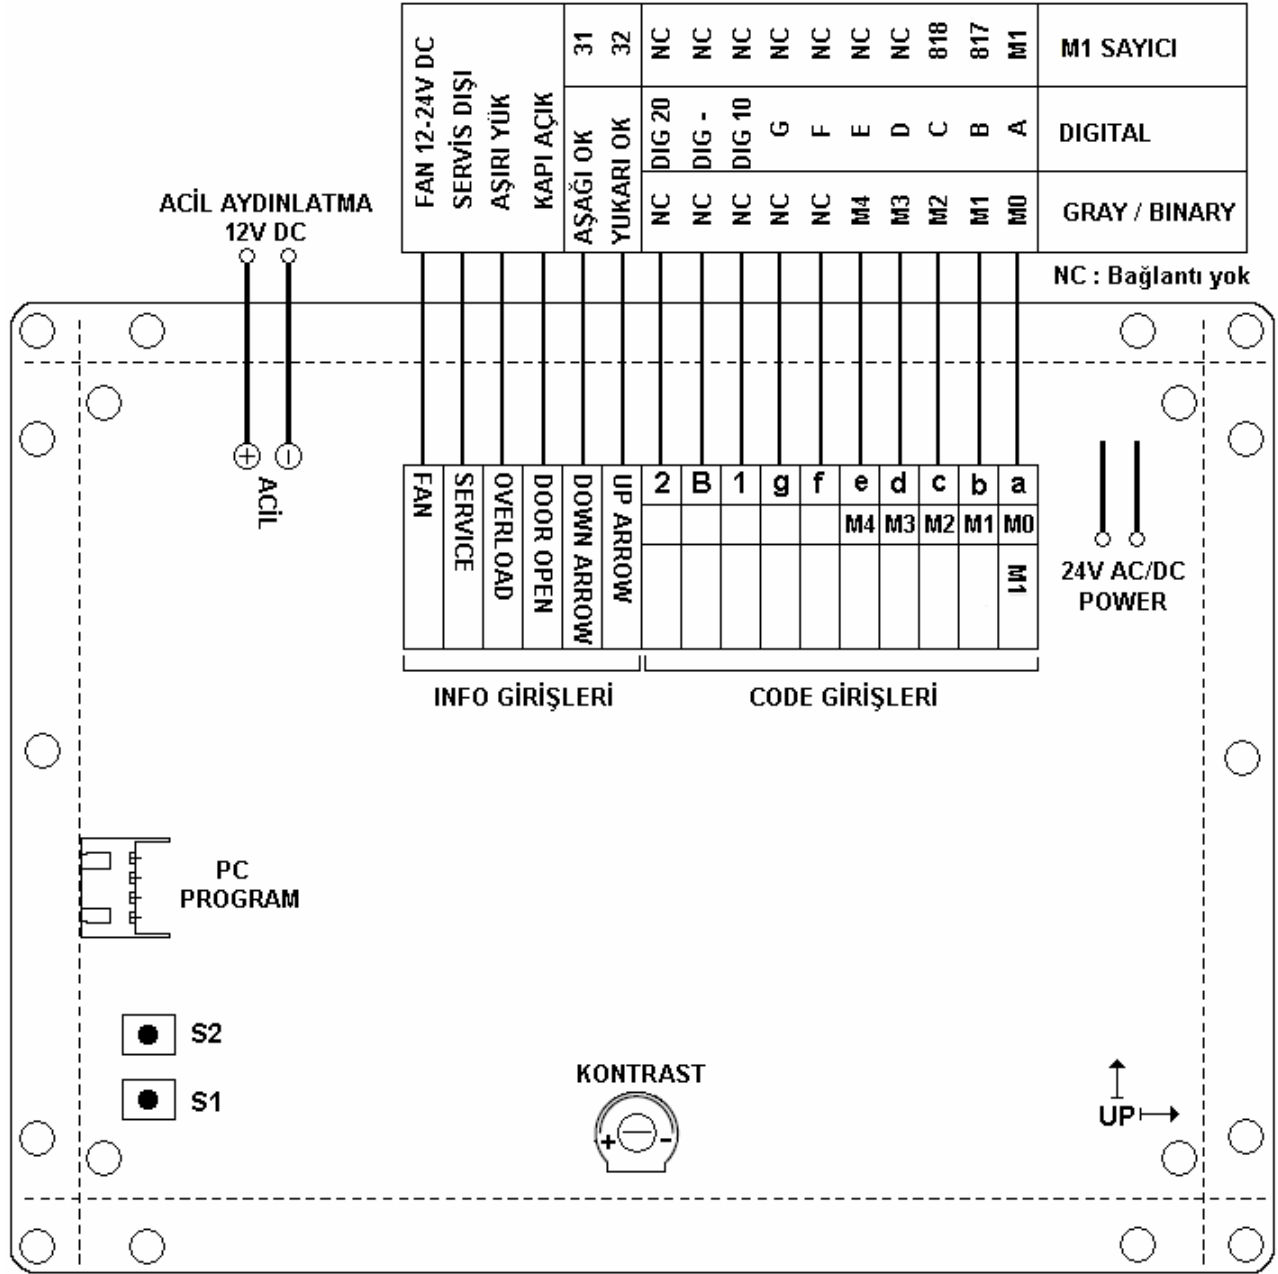 FAN 12-24V DC
SERVİS DIŞI
AŞIRI YÜK
KAPI AÇIK
31
32
NC
NC
NC
NC
NC
NC
NC
818
817
M1
M1 SAYICI
AŞAĞI OK
YUKARI OK
DIG 20
DIG -
DIG 10
G
F
E
D
C
B
A
DIGITAL
NC
NC
NC
NC
NC
M4
M3
M2
M1
M0
GRAY / BINARY
NC : Bağlantı yok
ACİL AYDINLATMA
12V DC
+
-
ACİL
FAN
SERVICE
OVERLOAD
DOOR OPEN
DOWN ARROW
UP ARROW
2
B
1
g
f
e
d
c
b
a
M4
M3
M2
M1
M0
M1
24V AC/DC
POWER
INFO GİRİŞLERİ
CODE GİRİŞLERİ
PC
PROGRAM
S2
S1
KONTRAST
+
-
UP